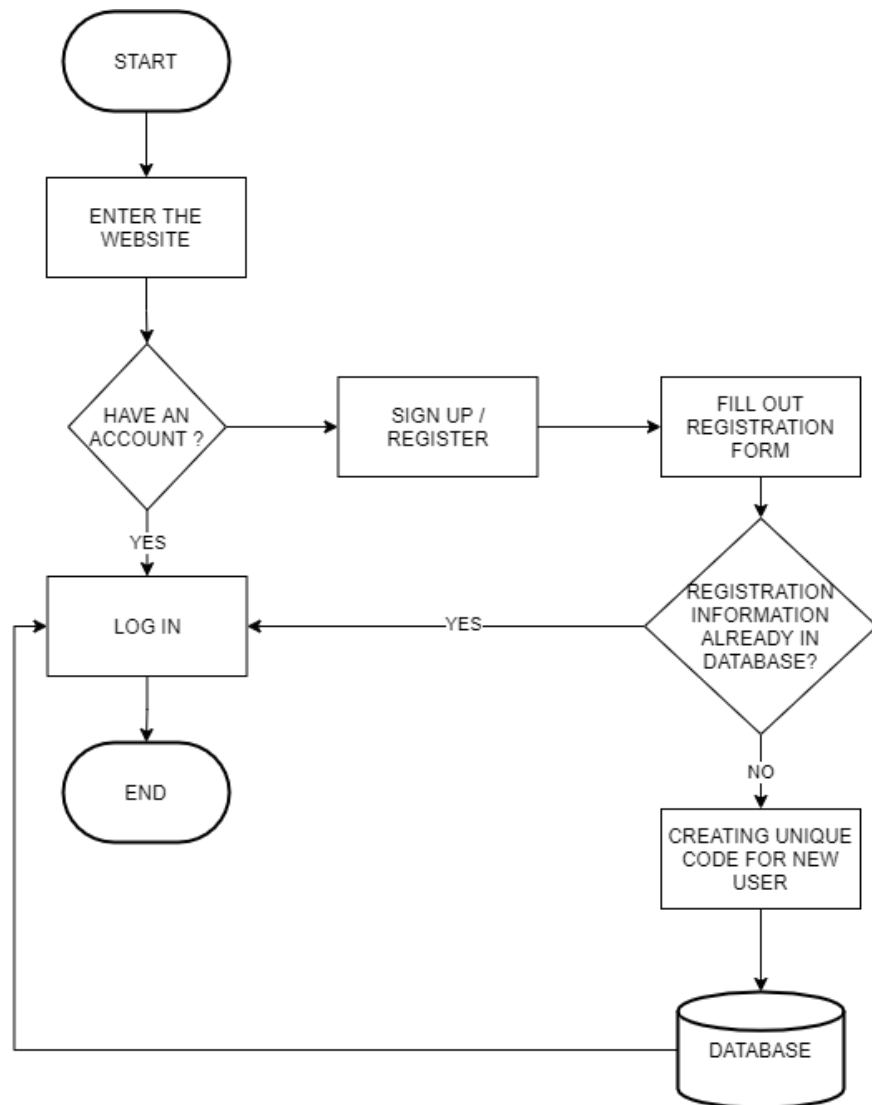 START
ENTER THE
WEBSITE
HAVE AN
ACCOUNT ?
SIGN UP /
REGISTER
FILL OUT
REGISTRATION
FORM
YES
LOG IN
YES
REGISTRATION
INFORMATION
ALREADY IN
DATABASE?
END
NO
CREATING UNIQUE
CODE FOR NEW
USER
DATABASE